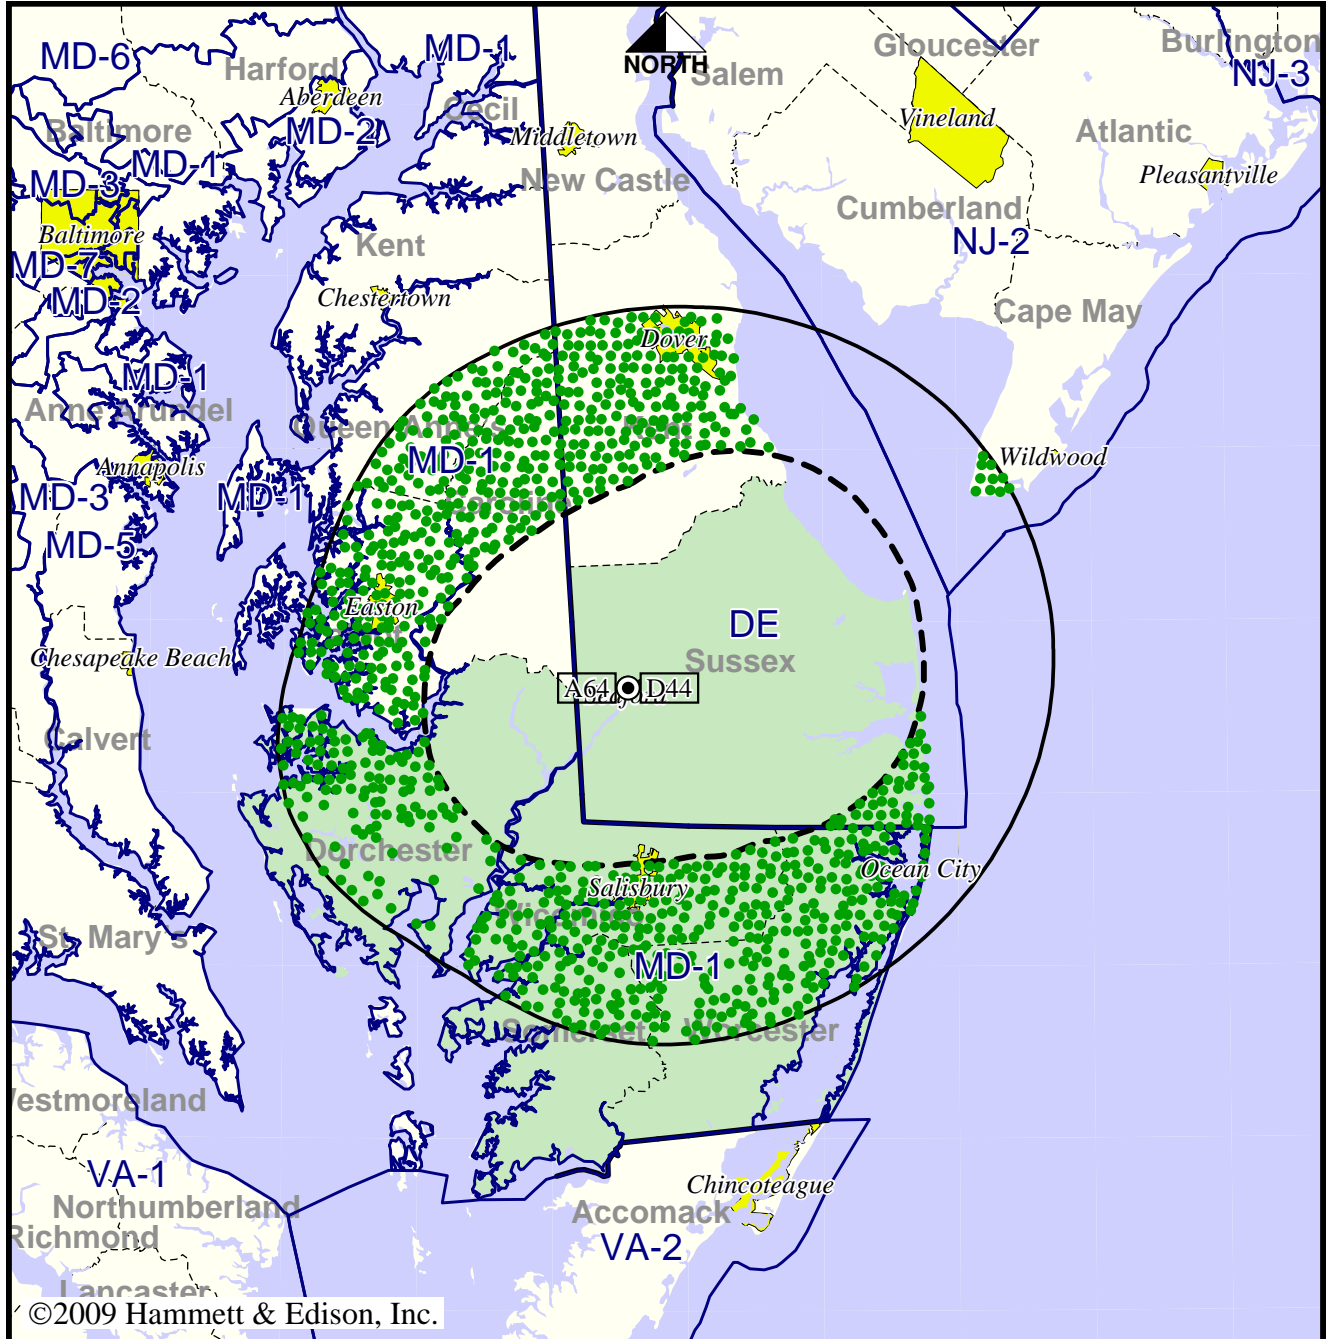 MD-6
Harford
MD-1
NORTH
Salem
Gloucester
Burlington
NJ-3
Aberdeen
Cecil
Baltimore
MD-2
Middletown
Vineland
Atlantic
MD-1
Pleasantville
MD-3
New Castle
Baltimore
Kent
Cumberland
NJ-2
MD-7
MD-2
Chestertown
Cape May
Dover
MD-1
Anne Arundel
Queen Anne's
Kent
MD-1
Annapolis
Wildwood
MD-3
MD-1
Caroline
MD-5
Easton
DE
Chesapeake Beach
Sussex
A64
D44
Calvert
Dorchester
Ocean City
Salisbury
Wicomico
St. Mary's
MD-1
Somerset
Worcester
Westmoreland
VA-1
Chincoteague
Northumberland
Accomack
Richmond
VA-2
Lancaster
©2009 Hammett & Edison, Inc.